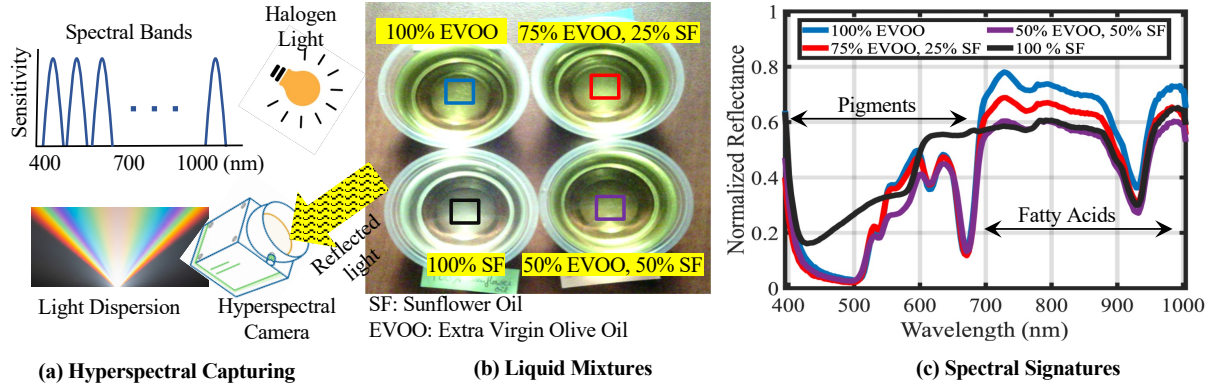 Spectral Bands
Halogen
Light
Sensitivity
400 700 1000 (nm)
Light Dispersion
Hyperspectral
Camera
Reflected
light
(a) Hyperspectral Capturing
100% EVOO 75% EVOO, 25% SF
100% SF 50% EVOO, 50% SF
SF: Sunflower Oil
EVOO: Extra Virgin Olive Oil
(b) Liquid Mixtures
100% EVOO 50% EVOO, 50% SF
75% EVOO, 25% SF 100 % SF
Normalized Reflectance
1
0.8
0.6
0.4
0.2
0
Pigments
Fatty Acids
400 500 600 700 800 900 1000
Wavelength (nm)
(c) Spectral Signatures